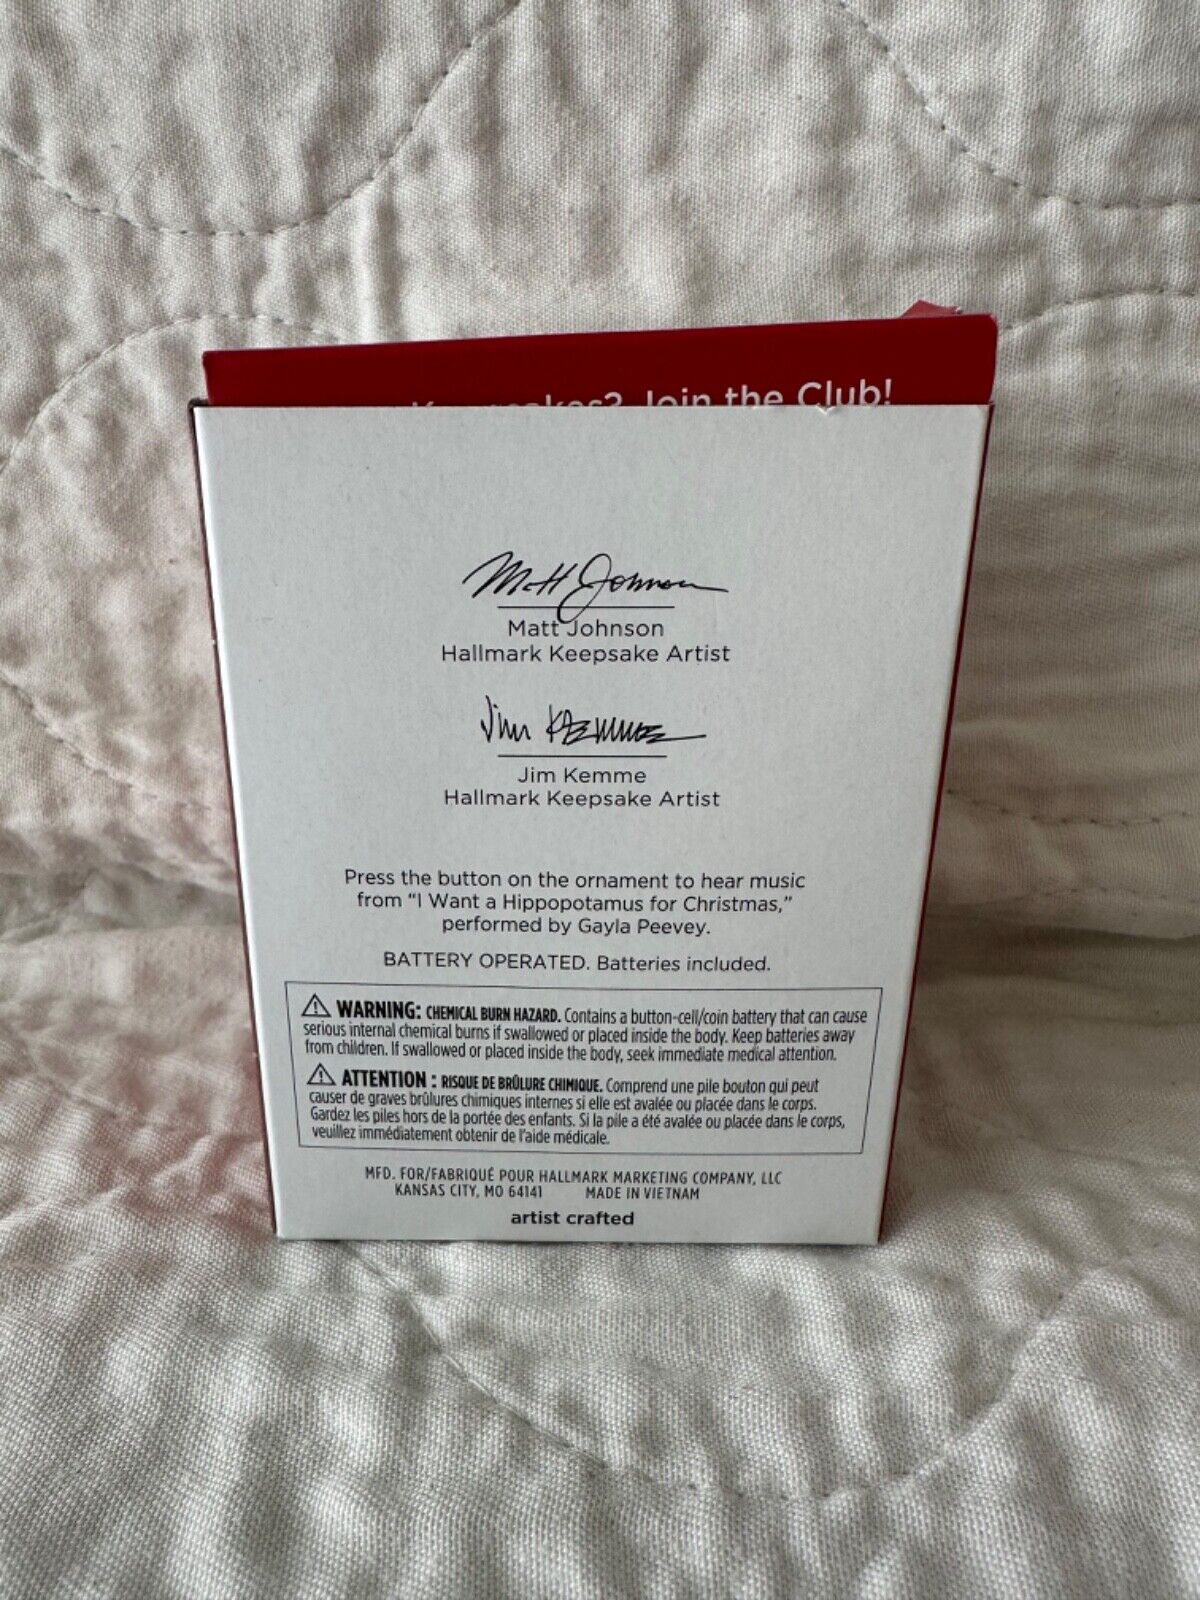 Keepsakes? Join the Club!
Matt Johnson
Matt Johnson
Hallmark Keepsake Artist
Jim Kemme
Jim Kemme
Hallmark Keepsake Artist
Press the button on the ornament to hear music
from “I Want a Hippopotamus for Christmas,”
performed by Gayla Peevey.
BATTERY OPERATED. Batteries included.
WARNING: CHEMICAL BURN HAZARD. Contains a button-cell/coin battery that can cause
serious internal chemical burns if swallowed or placed inside the body. Keep batteries away
from children. If swallowed or placed inside the body, seek immediate medical attention.
ATTENTION : RISQUE DE BRÛLURE CHIMIQUE. Comprend une pile bouton qui peut
causer de graves brûlures chimiques internes si elle est avalée ou placée dans le corps.
Gardez les piles hors de la portée des enfants. Si la pile a été avalée ou placée dans le corps,
veuillez immédiatement obtenir de l'aide médicale.
MFD. FOR/FABRIQUÉ POUR HALLMARK MARKETING COMPANY, LLC
KANSAS CITY, MO 64141 MADE IN VIETNAM
artist crafted